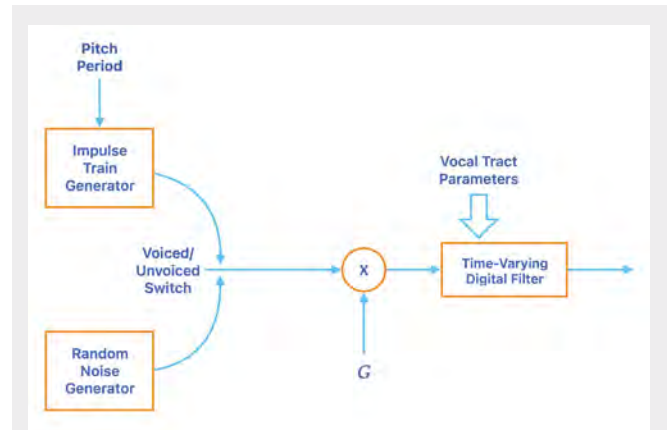 Pitch
Period
Impulse
Train
Generator
Vocal Tract
Parameters
Voiced/
Unvoiced
Switch
X
Time-Varying
Digital Filter
Random
Noise
Generator
G